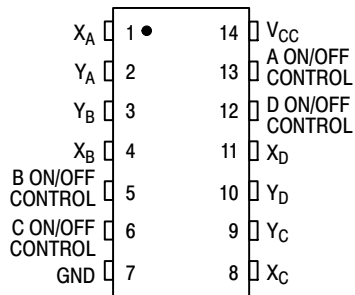 X_A 1 14 V_CC
Y_A 2 13 A ON/OFF CONTROL
Y_B 3 12 D ON/OFF CONTROL
X_B 4 11 X_D
B ON/OFF CONTROL 5 10 Y_D
C ON/OFF CONTROL 6 9 Y_C
GND 7 8 X_C